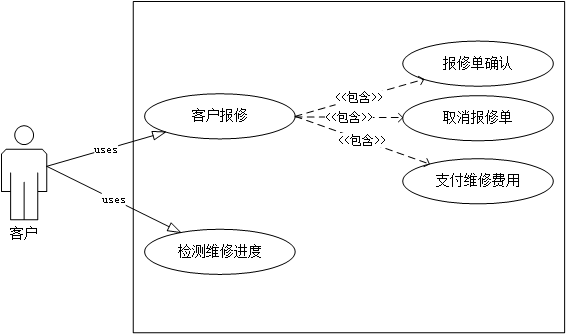 报修单确认
<<包含>>
客户报修
<<包含>>
取消报修单
<<包含>>
uses
支付维修费用
uses
客户
检测维修进度